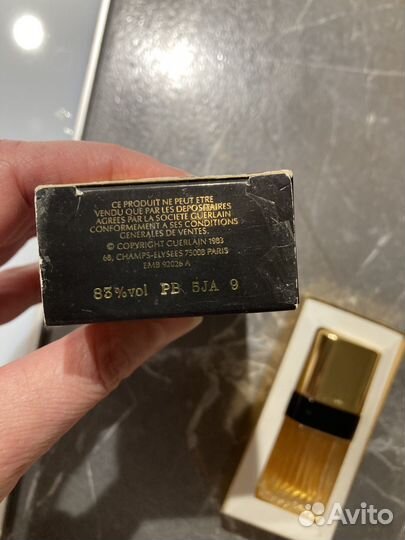 CE PRODUIT NE PEUT ETRE
VENDU QUE PAR LES DEPOSITAIRES
AGREES PAR LA SOCIETE GUERLAIN
CONFORMEMENT A SES CONDITIONS
GENERALES DE VENTES.
© COPYRIGHT GUERLAIN 1983
68, CHAMPS-ELYSEES 75008 PARIS
EMB 92026 A
83%vol PB 5JA 9
Avito